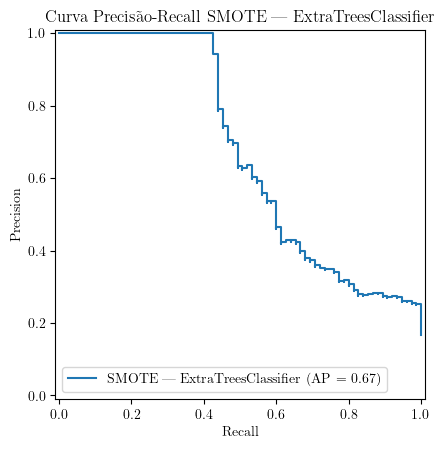 Curva Precisão-Recall SMOTE — ExtraTreesClassifier
1.0
0.8
0.6
0.4
0.2
0.0
Precision
SMOTE — ExtraTreesClassifier (AP = 0.67)
0.0 0.2 0.4 0.6 0.8 1.0
Recall